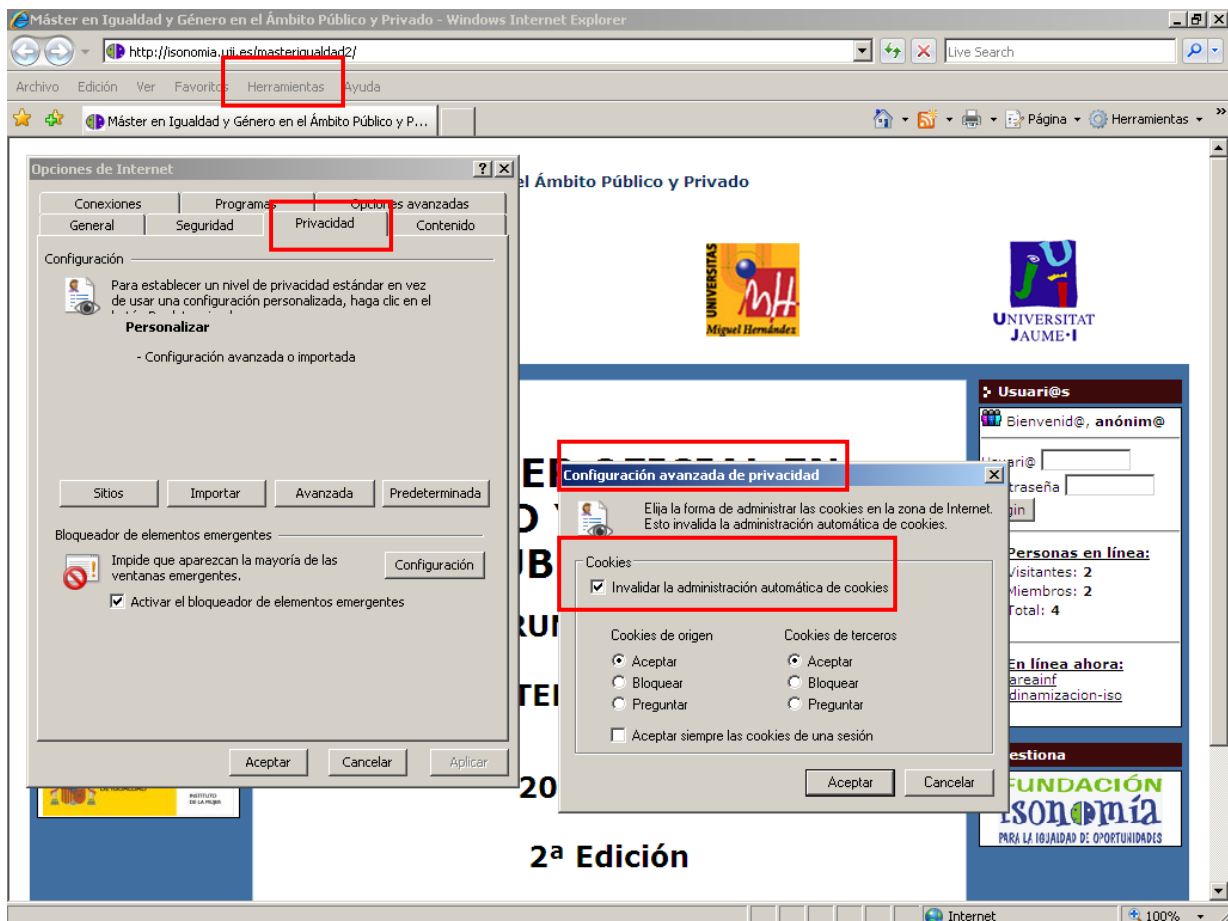 Máster en Igualdad y Género en el Ámbito Público y Privado - Windows Internet Explorer
http://isonomia.uji.es/masterigualdad2/
Live Search
Archivo Edición Ver Favoritos Herramientas Ayuda
Máster en Igualdad y Género en el Ámbito Público y P...
Página Herramientas
el Ámbito Público y Privado
Opciones de Internet
Conexiones Programas Opciones avanzadas
General Seguridad Privacidad Contenido
Configuración
Para establecer un nivel de privacidad estándar en vez
de usar una configuración personalizada, haga clic en el
Personalizar
- Configuración avanzada o importada
Sitios Importar Avanzada Predeterminada
Bloqueador de elementos emergentes
Impide que aparezcan la mayoría de las
ventanas emergentes.
Configuración
Activar el bloqueador de elementos emergentes
Aceptar Cancelar Aplicar
UNIVERSITAS
Miguel Hernández
UNIVERSITAT
JAUME·I
Usuari@s
Bienvenid@, anónim@
Usuari@
traseña
gin
Personas en línea:
Visitantes: 2
Miembros: 2
Total: 4
En línea ahora:
areainf
dinamizacion-iso
Configuración avanzada de privacidad
Elija la forma de administrar las cookies en la zona de Internet.
Esto invalida la administración automática de cookies.
Cookies
Invalidar la administración automática de cookies
Cookies de origen Cookies de terceros
Aceptar Aceptar
Bloquear Bloquear
Preguntar Preguntar
Aceptar siempre las cookies de una sesión
Aceptar Cancelar
estiona
FUNDACIÓN
isonomía
PARA LA IGUALDAD DE OPORTUNIDADES
INSTITUTO
DE LA MUJER
20
2ª Edición
Internet 100%